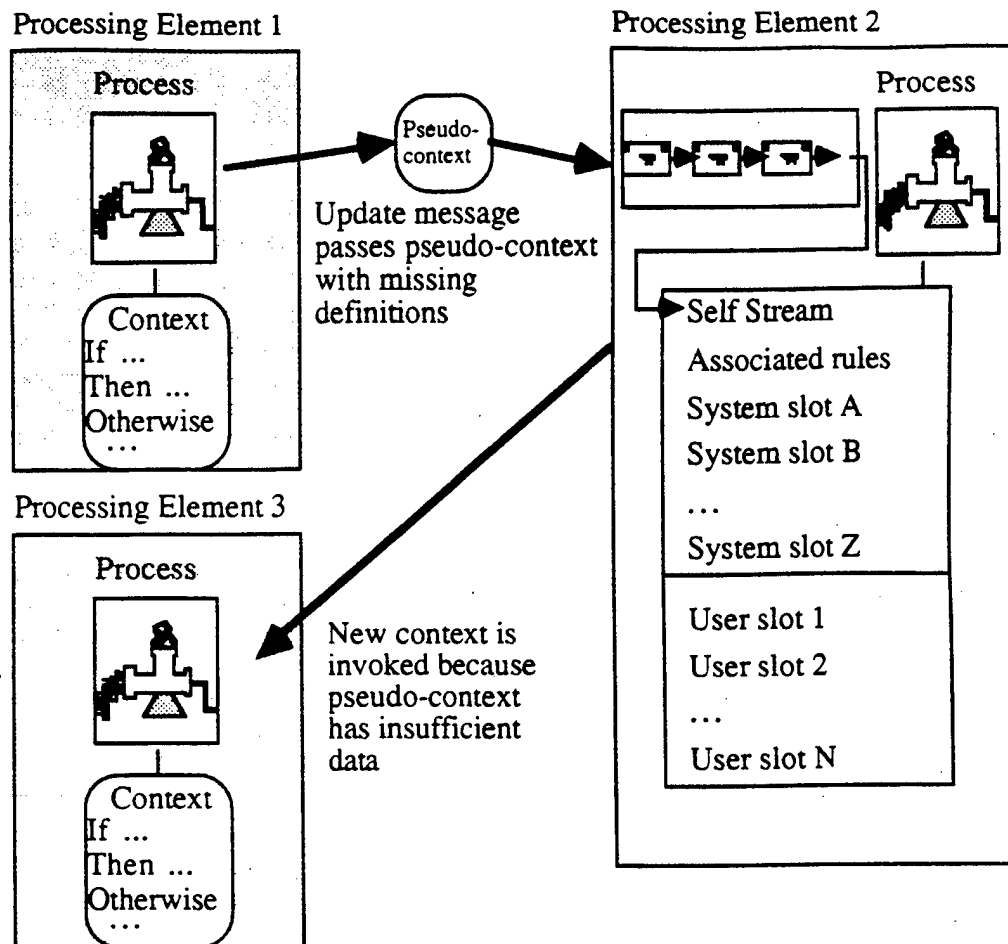 Processing Element 1
Process
Context
If ...
Then ...
Otherwise
...
Pseudo-
context
Update message
passes pseudo-context
with missing
definitions
Processing Element 2
Process
Self Stream
Associated rules
System slot A
System slot B
...
System slot Z
User slot 1
User slot 2
...
User slot N
Processing Element 3
Process
Context
If ...
Then ...
Otherwise
...
New context is
invoked because
pseudo-context
has insufficient
data